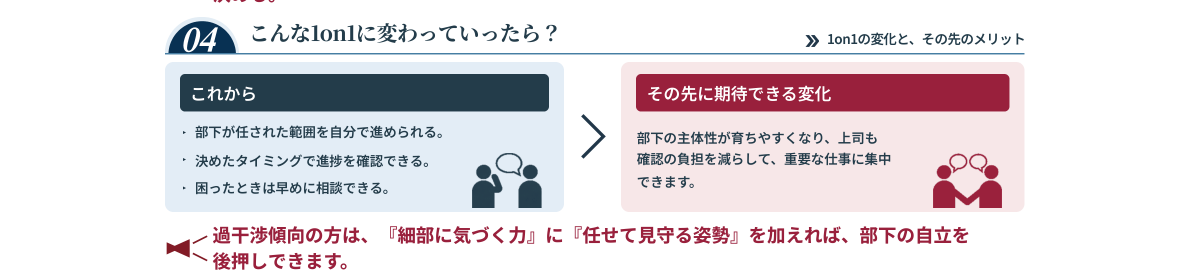 04 こんな1on1に変わっていったら？
1on1の変化と、その先のメリット
これから
・ 部下が任された範囲を自分で進められる。
・ 決めたタイミングで進捗を確認できる。
・ 困ったときは早めに相談できる。
その先に期待できる変化
部下の主体性が育ちやすくなり、上司も
確認の負担を減らして、重要な仕事に集中
できます。
過干渉傾向の方は、『細部に気づく力』に『任せて見守る姿勢』を加えれば、部下の自立を
後押しできます。